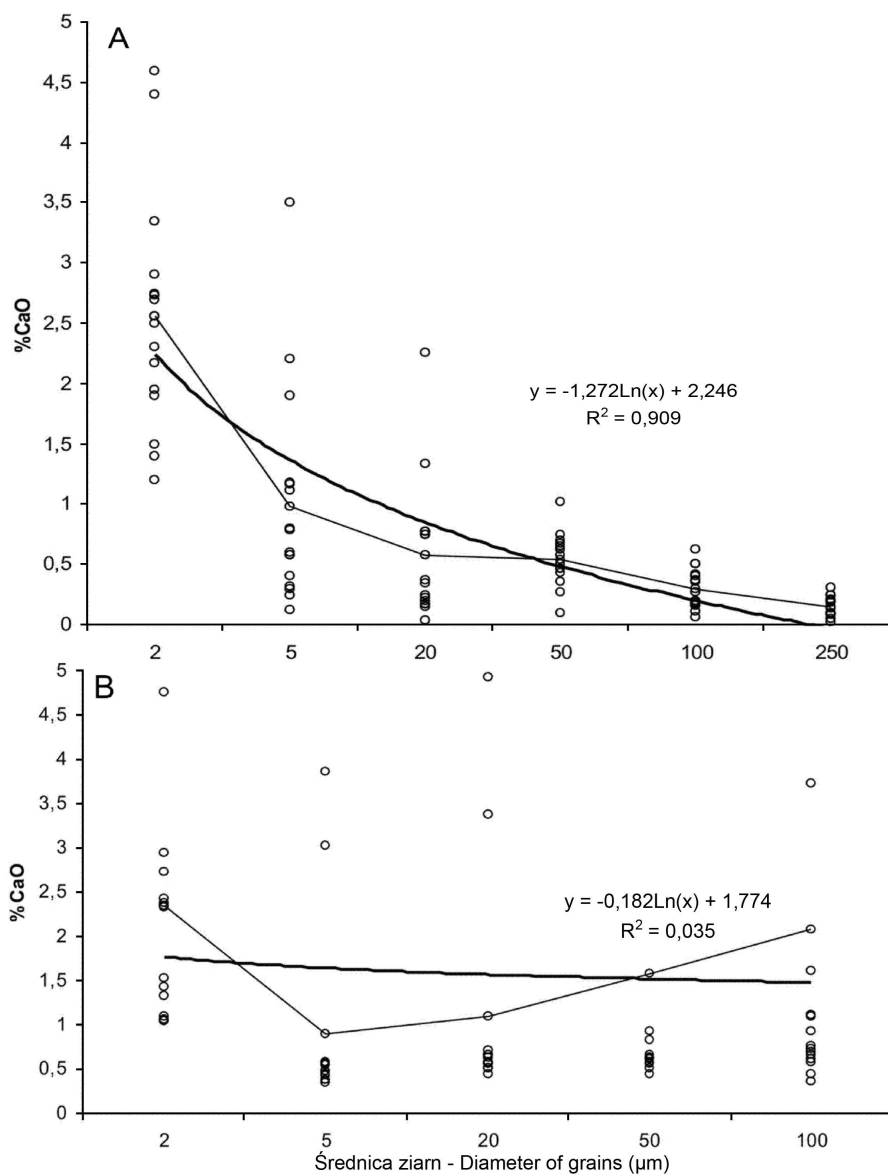 A
5
4,5
4
3,5
3
2,5
2
1,5
1
0,5
0
%CaO
y = -1,272Ln(x) + 2,246
R² = 0,909
2 5 20 50 100 250
B
5
4,5
4
3,5
3
2,5
2
1,5
1
0,5
0
%CaO
y = -0,182Ln(x) + 1,774
R² = 0,035
2 5 20 50 100
Średnica ziarn - Diameter of grains (µm)